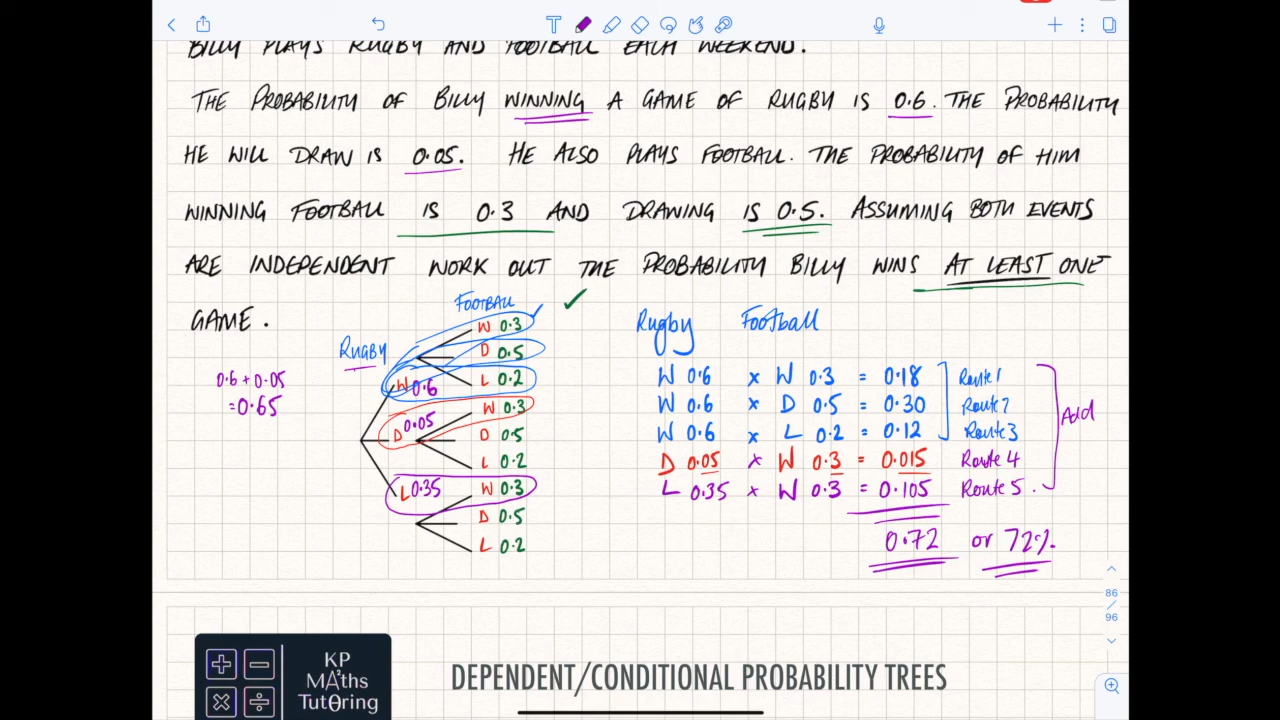 BILLY PLAYS RUGBY AND FOOTBALL EACH WEEKEND.
THE PROBABILITY OF BILLY WINNING A GAME OF RUGBY IS 0.6. THE PROBABILITY
HE WILL DRAW IS 0.05. HE ALSO PLAYS FOOTBALL. THE PROBABILITY OF HIM
WINNING FOOTBALL IS 0.3 AND DRAWING IS 0.5. ASSUMING BOTH EVENTS
ARE INDEPENDENT WORK OUT THE PROBABILITY BILLY WINS AT LEAST ONE
GAME.
0.6 + 0.05
= 0.65
RUGBY
FOOTBALL
W 0.6
W 0.3
D 0.5
L 0.2
D 0.05
W 0.3
D 0.5
L 0.2
L 0.35
W 0.3
D 0.5
L 0.2
Rugby Football
W 0.6 x W 0.3 = 0.18 Route 1
W 0.6 x D 0.5 = 0.30 Route 2
W 0.6 x L 0.2 = 0.12 Route 3
D 0.05 x W 0.3 = 0.015 Route 4
L 0.35 x W 0.3 = 0.105 Route 5.
Add
0.72 or 72%.
86
/
96
KP
MATHS
TUTθRING
2
DEPENDENT/CONDITIONAL PROBABILITY TREES